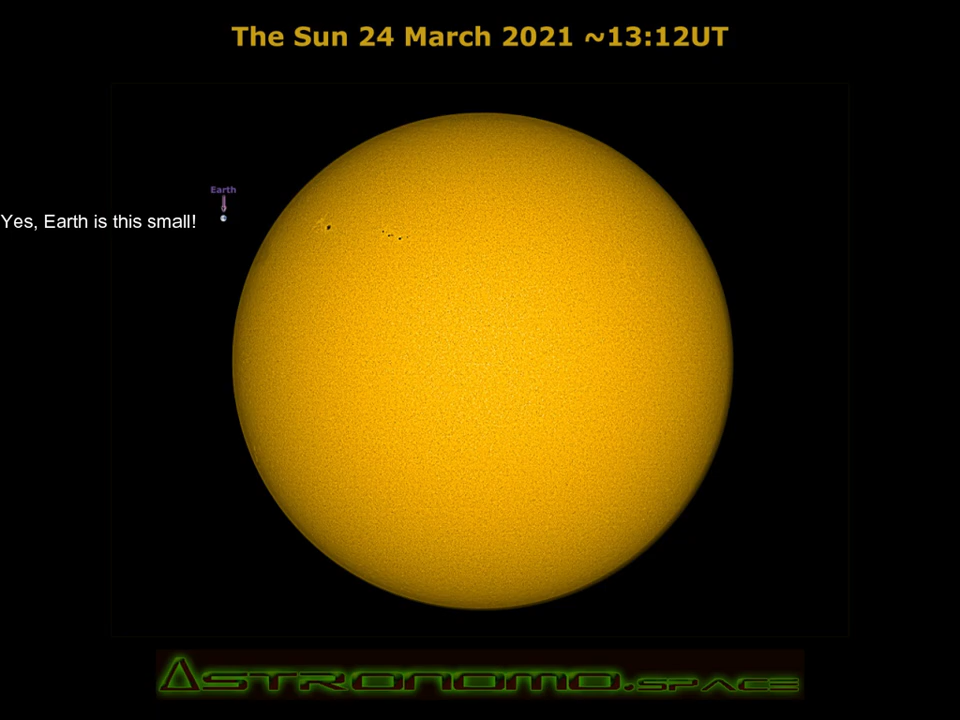 The Sun 24 March 2021 ~13:12UT
Earth
Yes, Earth is this small!
Astronomo.space